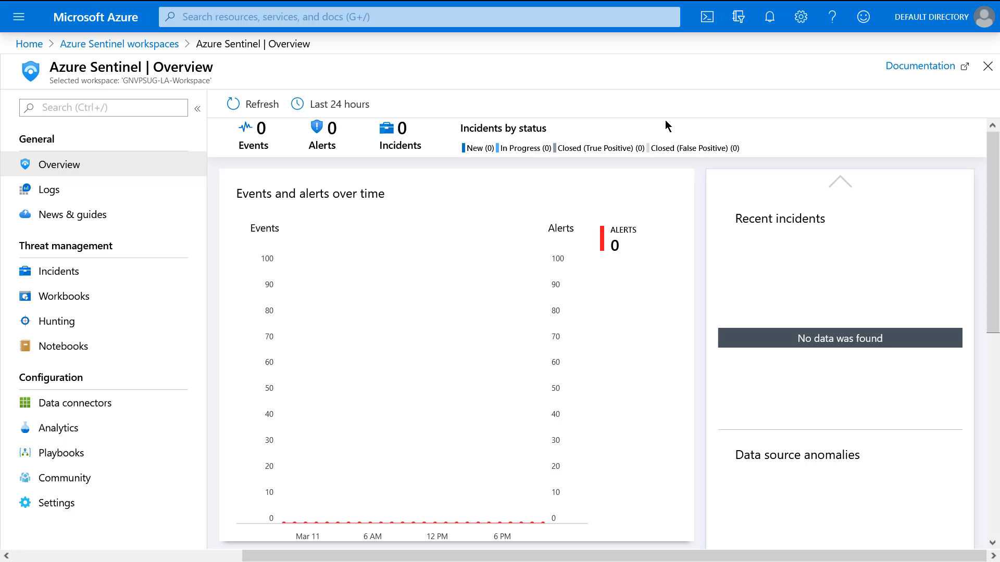 Microsoft Azure
Search resources, services, and docs (G+/)
DEFAULT DIRECTORY
Home > Azure Sentinel workspaces > Azure Sentinel | Overview
Azure Sentinel | Overview
Selected workspace: 'GNVPSUG-LA-Workspace'
Documentation
Search (Ctrl+/)
«
General
Overview
Logs
News & guides
Threat management
Incidents
Workbooks
Hunting
Notebooks
Configuration
Data connectors
Analytics
Playbooks
Community
Settings
Refresh
Last 24 hours
0
Events
0
Alerts
0
Incidents
Incidents by status
New (0) In Progress (0) Closed (True Positive) (0) Closed (False Positive) (0)
Events and alerts over time
Events
Alerts
ALERTS
0
100 100
90 90
80 80
70 70
60 60
50 50
40 40
30 30
20 20
10 10
0 0
Mar 11 6 AM 12 PM 6 PM
Recent incidents
No data was found
Data source anomalies